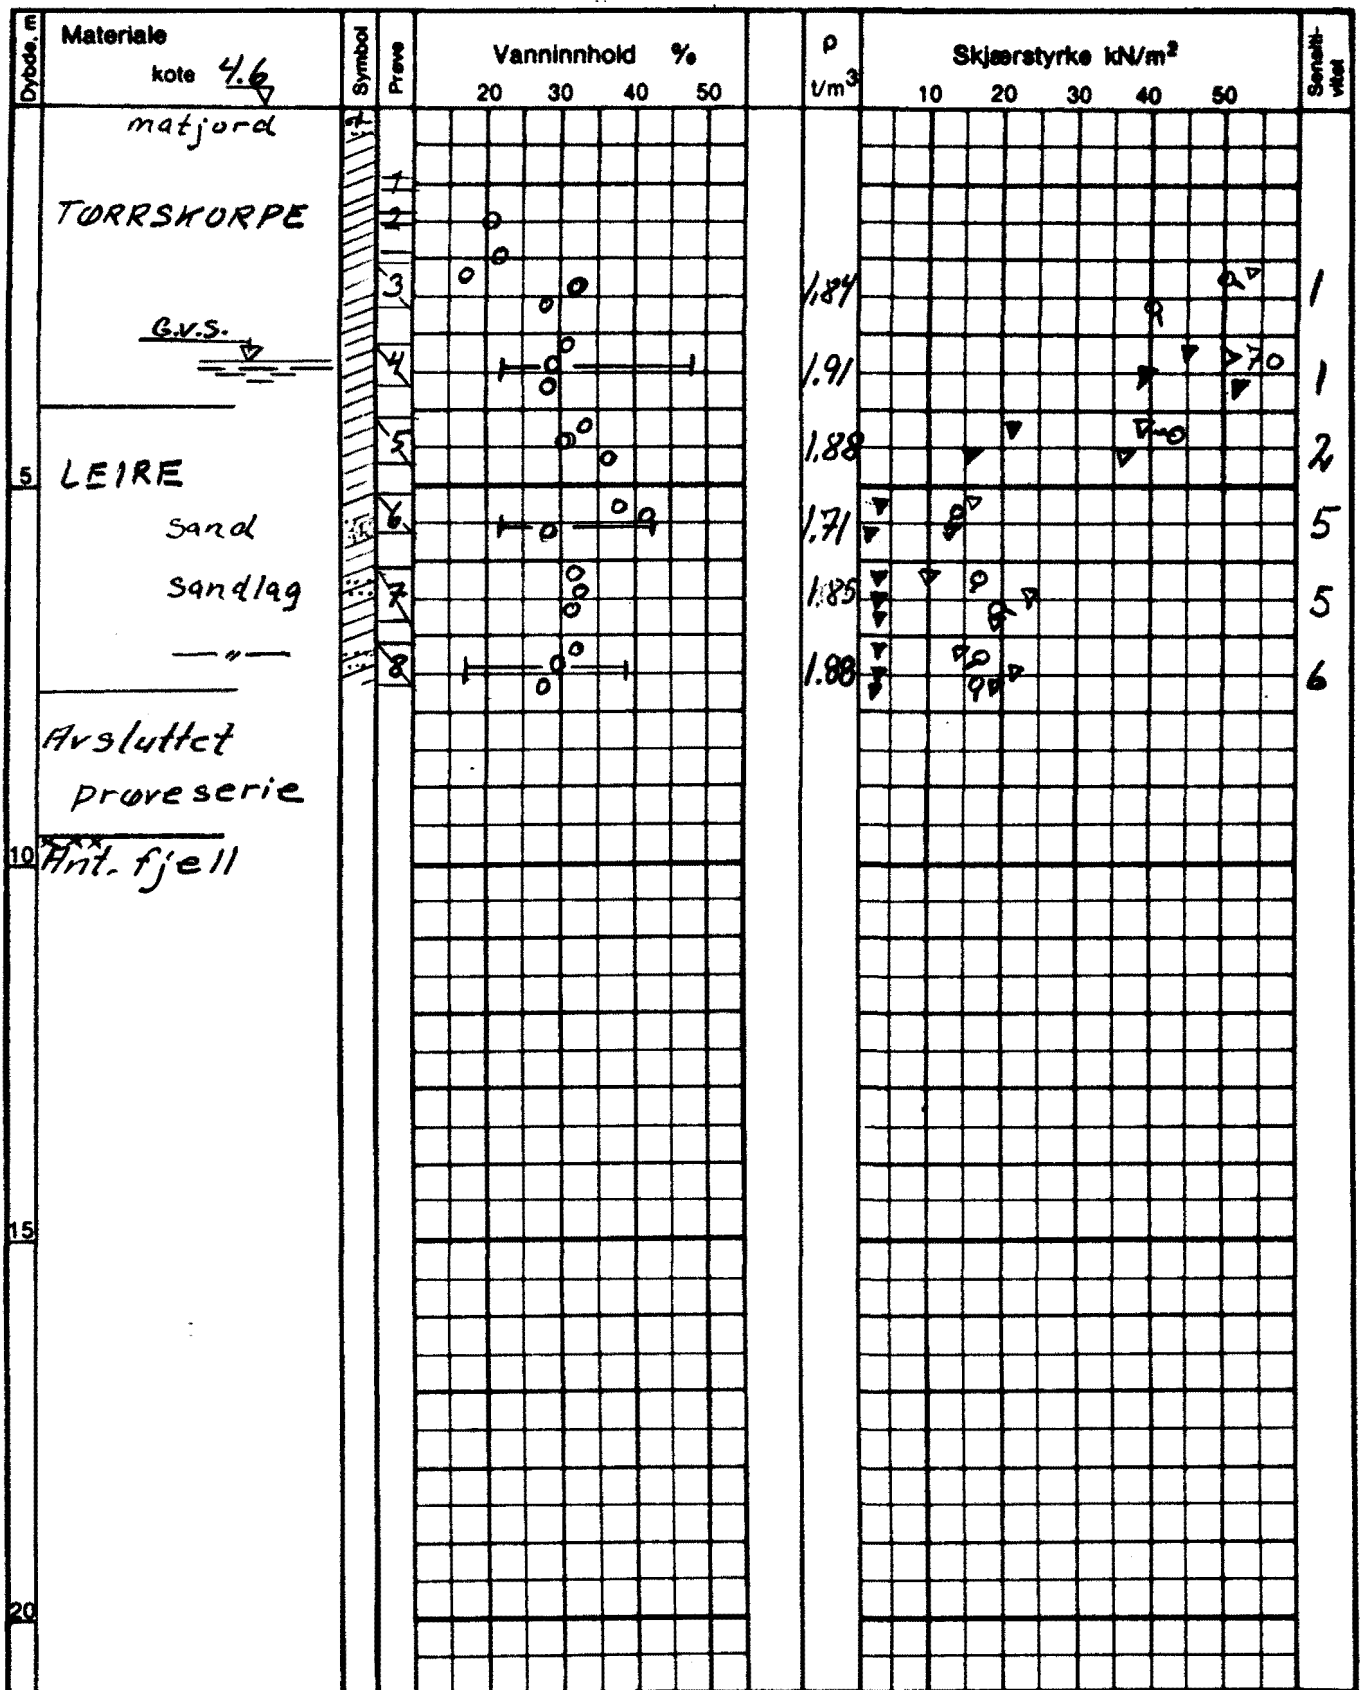 Dybde, m
Materiale
kote 4.6
Symbol
Prøve
Vanninnhold %
20 30 40 50
ρ
t/m³
Skjærstyrke kN/m²
10 20 30 40 50
Sensiti-
vitet
matjord
1
TØRRSKORPE
2
3 1.84 1
G.V.S.
4 1.91 70 1
5 1.88 2
5 LEIRE
sand 6 1.71 5
sandlag 7 1.85 5
— " — 8 1.88 6
Avsluttet
prøveserie
10 Ant. fjell
15
20